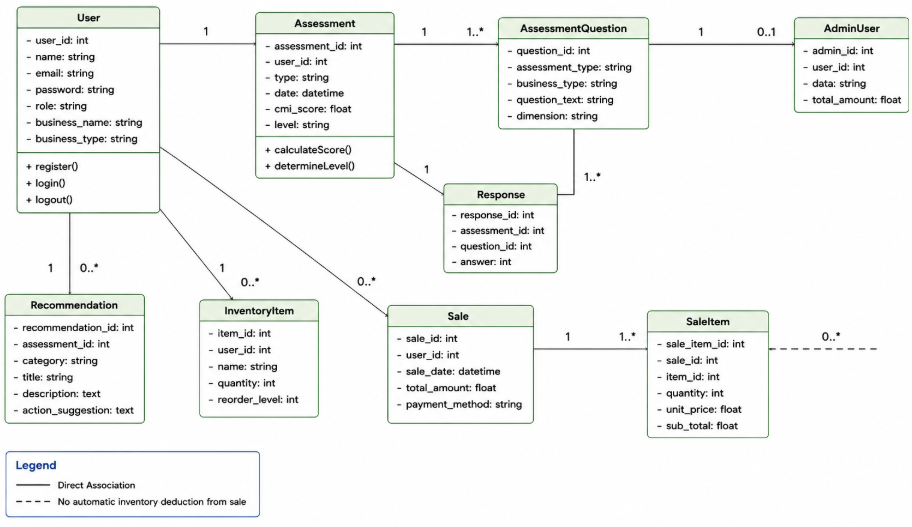 User
- user_id: int
- name: string
- email: string
- password: string
- role: string
- business_name: string
- business_type: string
+ register()
+ login()
+ logout()
1
Assessment
- assessment_id: int
- user_id: int
- type: string
- date: datetime
- cmi_score: float
- level: string
+ calculateScore()
+ determineLevel()
1 1..*
AssessmentQuestion
- question_id: int
- assessment_type: string
- business_type: string
- question_text: string
- dimension: string
1 0..1
AdminUser
- admin_id: int
- user_id: int
- data: string
- total_amount: float
1
1..*
Response
- response_id: int
- assessment_id: int
- question_id: int
- answer: int
1 0..*
1
0..*
0..*
Recommendation
- recommendation_id: int
- assessment_id: int
- category: string
- title: string
- description: text
- action_suggestion: text
InventoryItem
- item_id: int
- user_id: int
- name: string
- quantity: int
- reorder_level: int
Sale
- sale_id: int
- user_id: int
- sale_date: datetime
- total_amount: float
- payment_method: string
1 1..*
SaleItem
- sale_item_id: int
- sale_id: int
- item_id: int
- quantity: int
- unit_price: float
- sub_total: float
0..*
Legend
Direct Association
No automatic inventory deduction from sale